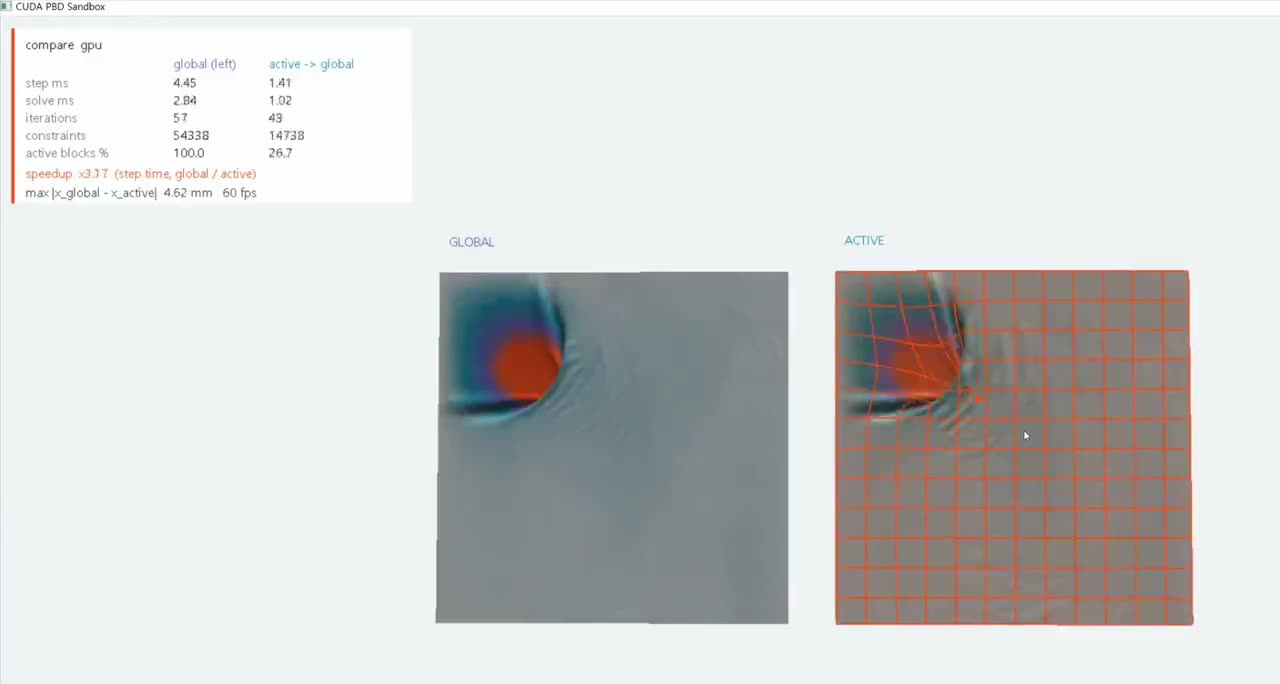 CUDA PBD Sandbox
compare gpu
global (left) active -> global
step ms 4.45 1.41
solve ms 2.84 1.02
iterations 57 43
constraints 54338 14738
active blocks % 100.0 26.7
speedup (step time, global / active)
max |x_global - x_active| 4.62 mm 60 fps
GLOBAL
ACTIVE